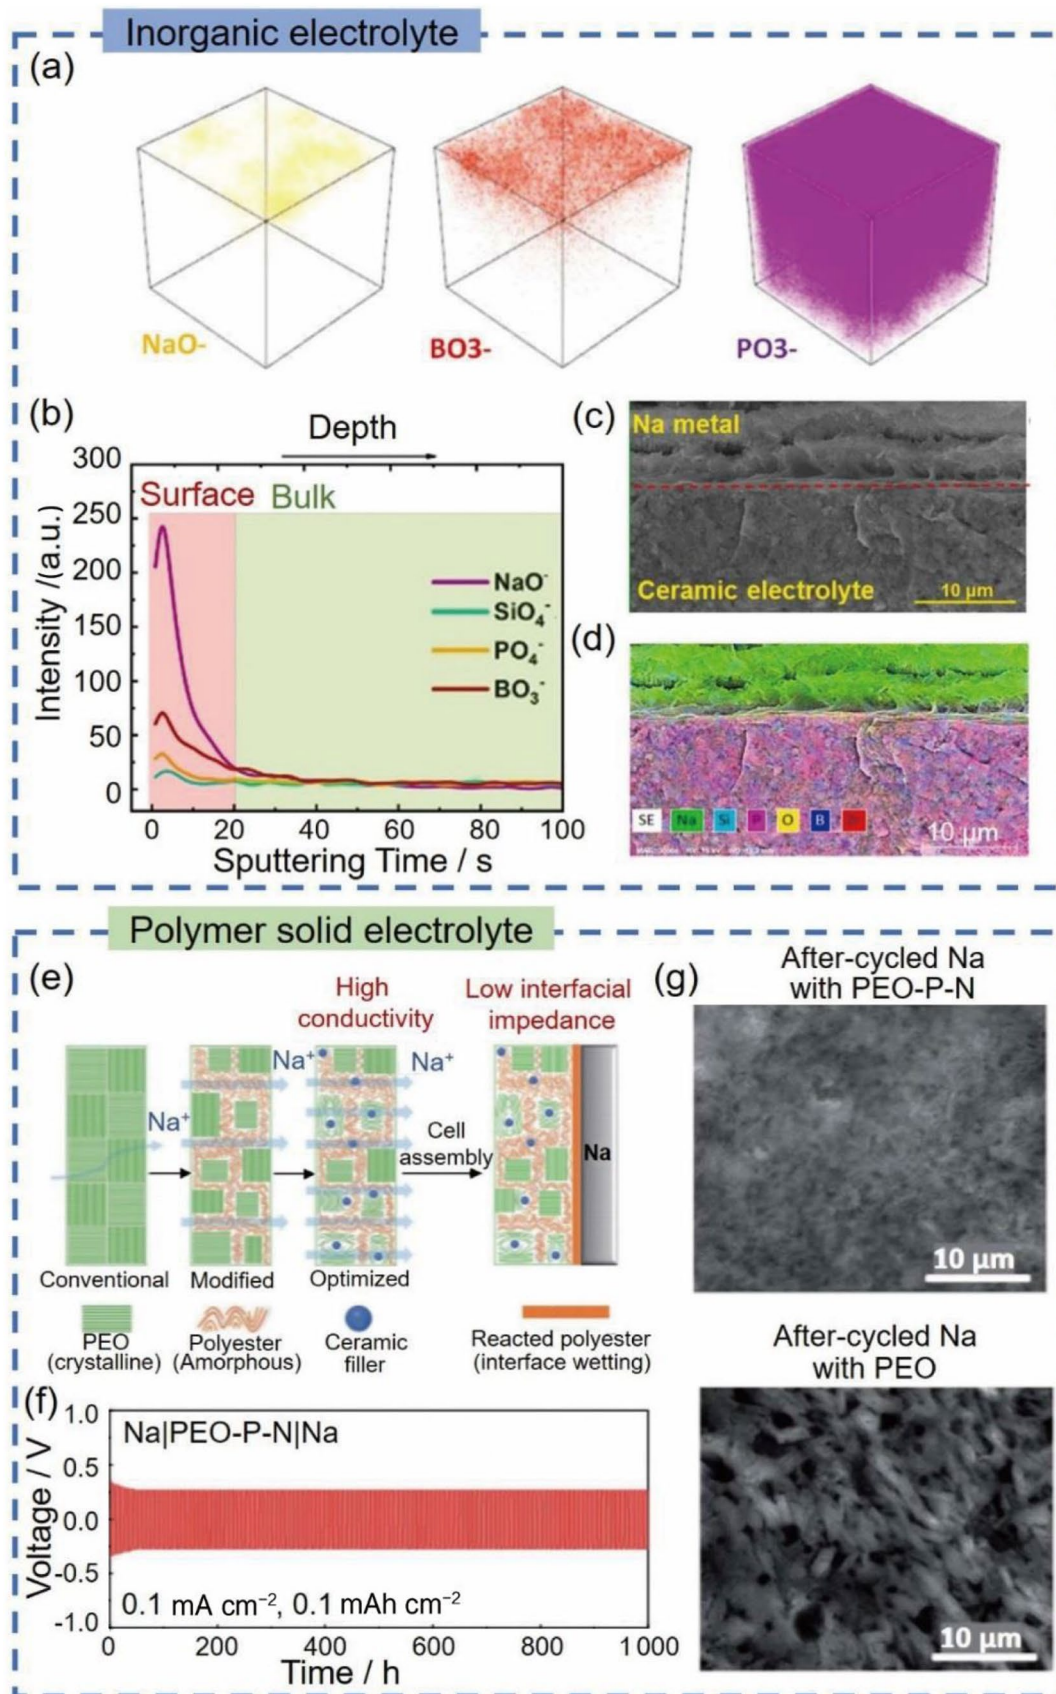 Inorganic electrolyte
(a)
NaO-
BO3-
PO3-
(b)
Depth
300
250
200
150
100
50
0
Intensity /(a.u.)
Surface
Bulk
NaO⁻
SiO₄⁻
PO₄⁻
BO₃⁻
0
20
40
60
80
100
Sputtering Time / s
(c)
Na metal
Ceramic electrolyte
10 µm
(d)
SE
Na
Si
P
O
B
10 µm
Polymer solid electrolyte
(e)
High
conductivity
Low interfacial
impedance
Na⁺
Na⁺
Na⁺
Cell
assembly
Na
Conventional
Modified
Optimized
PEO
(crystalline)
Polyester
(Amorphous)
Ceramic
filler
Reacted polyester
(interface wetting)
(f)
1.0
0.5
0.0
-0.5
-1.0
Voltage / V
Na|PEO-P-N|Na
0.1 mA cm⁻², 0.1 mAh cm⁻²
0
200
400
600
800
1000
Time / h
(g)
After-cycled Na
with PEO-P-N
10 µm
After-cycled Na
with PEO
10 µm